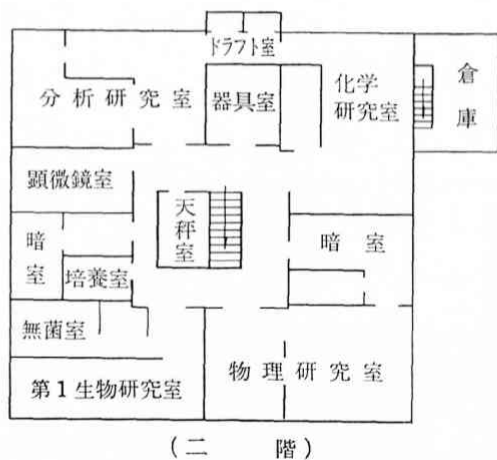 ドラフト室
分析研究室
器具室
化学
研究室
倉庫
顕微鏡室
天秤室
暗室
暗室
培養室
無菌室
第1生物研究室
物理研究室
(二階)